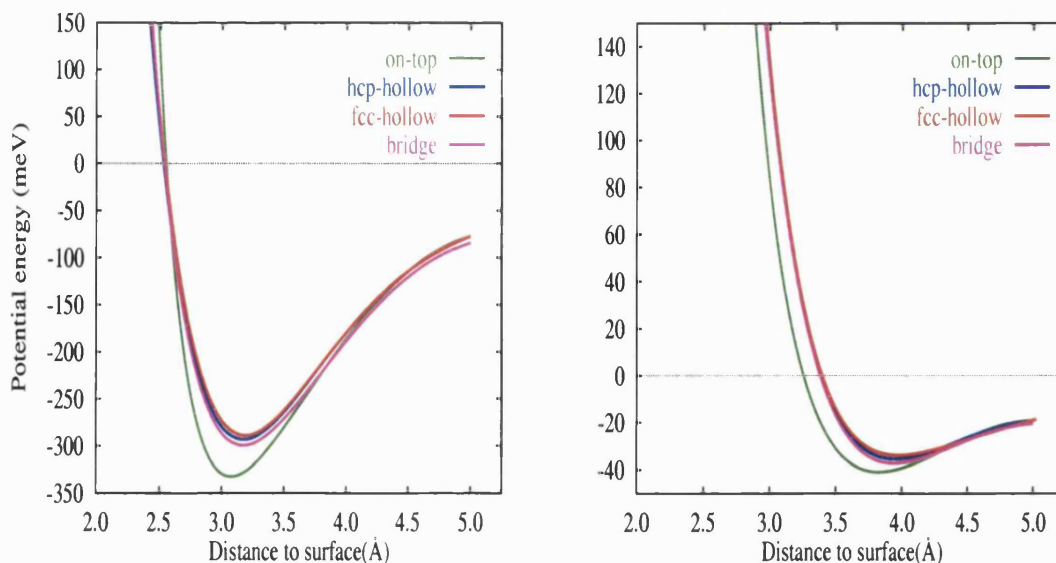 150
100
50
0
-50
-100
-150
-200
-250
-300
-350
Potential energy (meV)
on-top
hcp-hollow
fcc-hollow
bridge
2.0 2.5 3.0 3.5 4.0 4.5 5.0
Distance to surface(Å)
140
120
100
80
60
40
20
0
-20
-40
on-top
hcp-hollow
fcc-hollow
bridge
2.0 2.5 3.0 3.5 4.0 4.5 5.0
Distance to surface(Å)